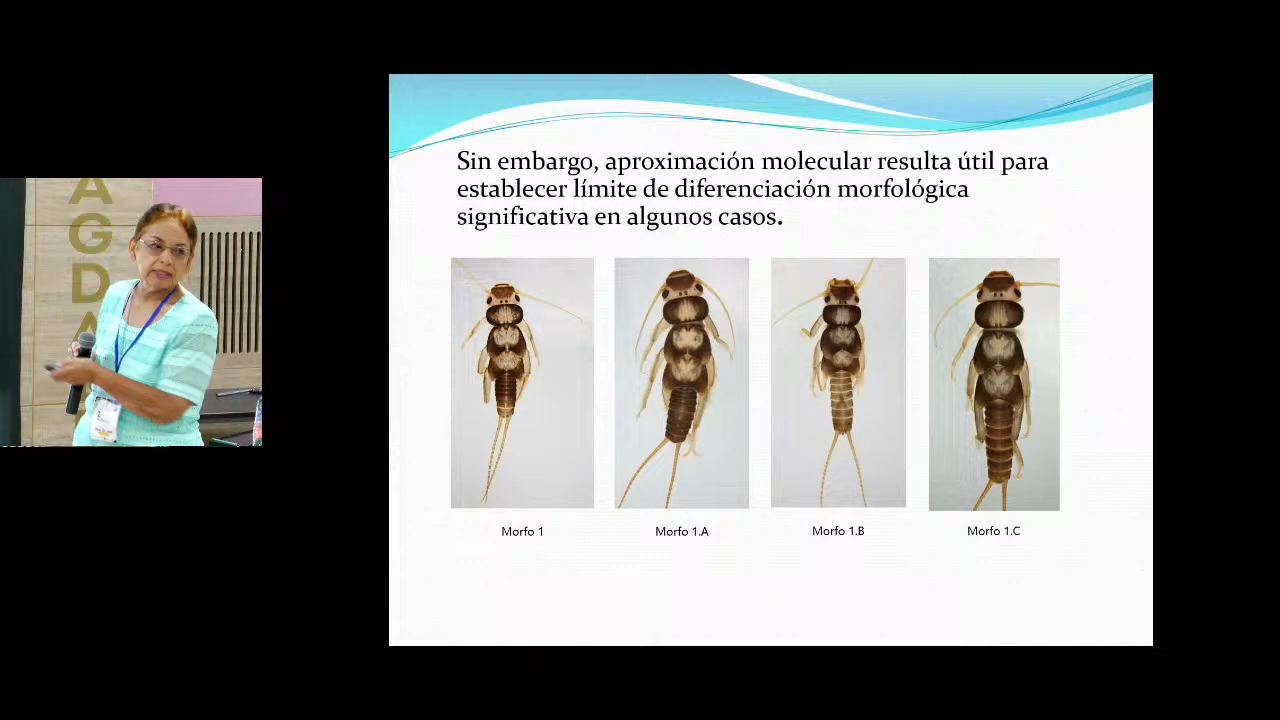 Sin embargo, aproximación molecular resulta útil para
establecer límite de diferenciación morfológica
significativa en algunos casos.
Morfo 1
Morfo 1.A
Morfo 1.B
Morfo 1.C
A
G
D
A